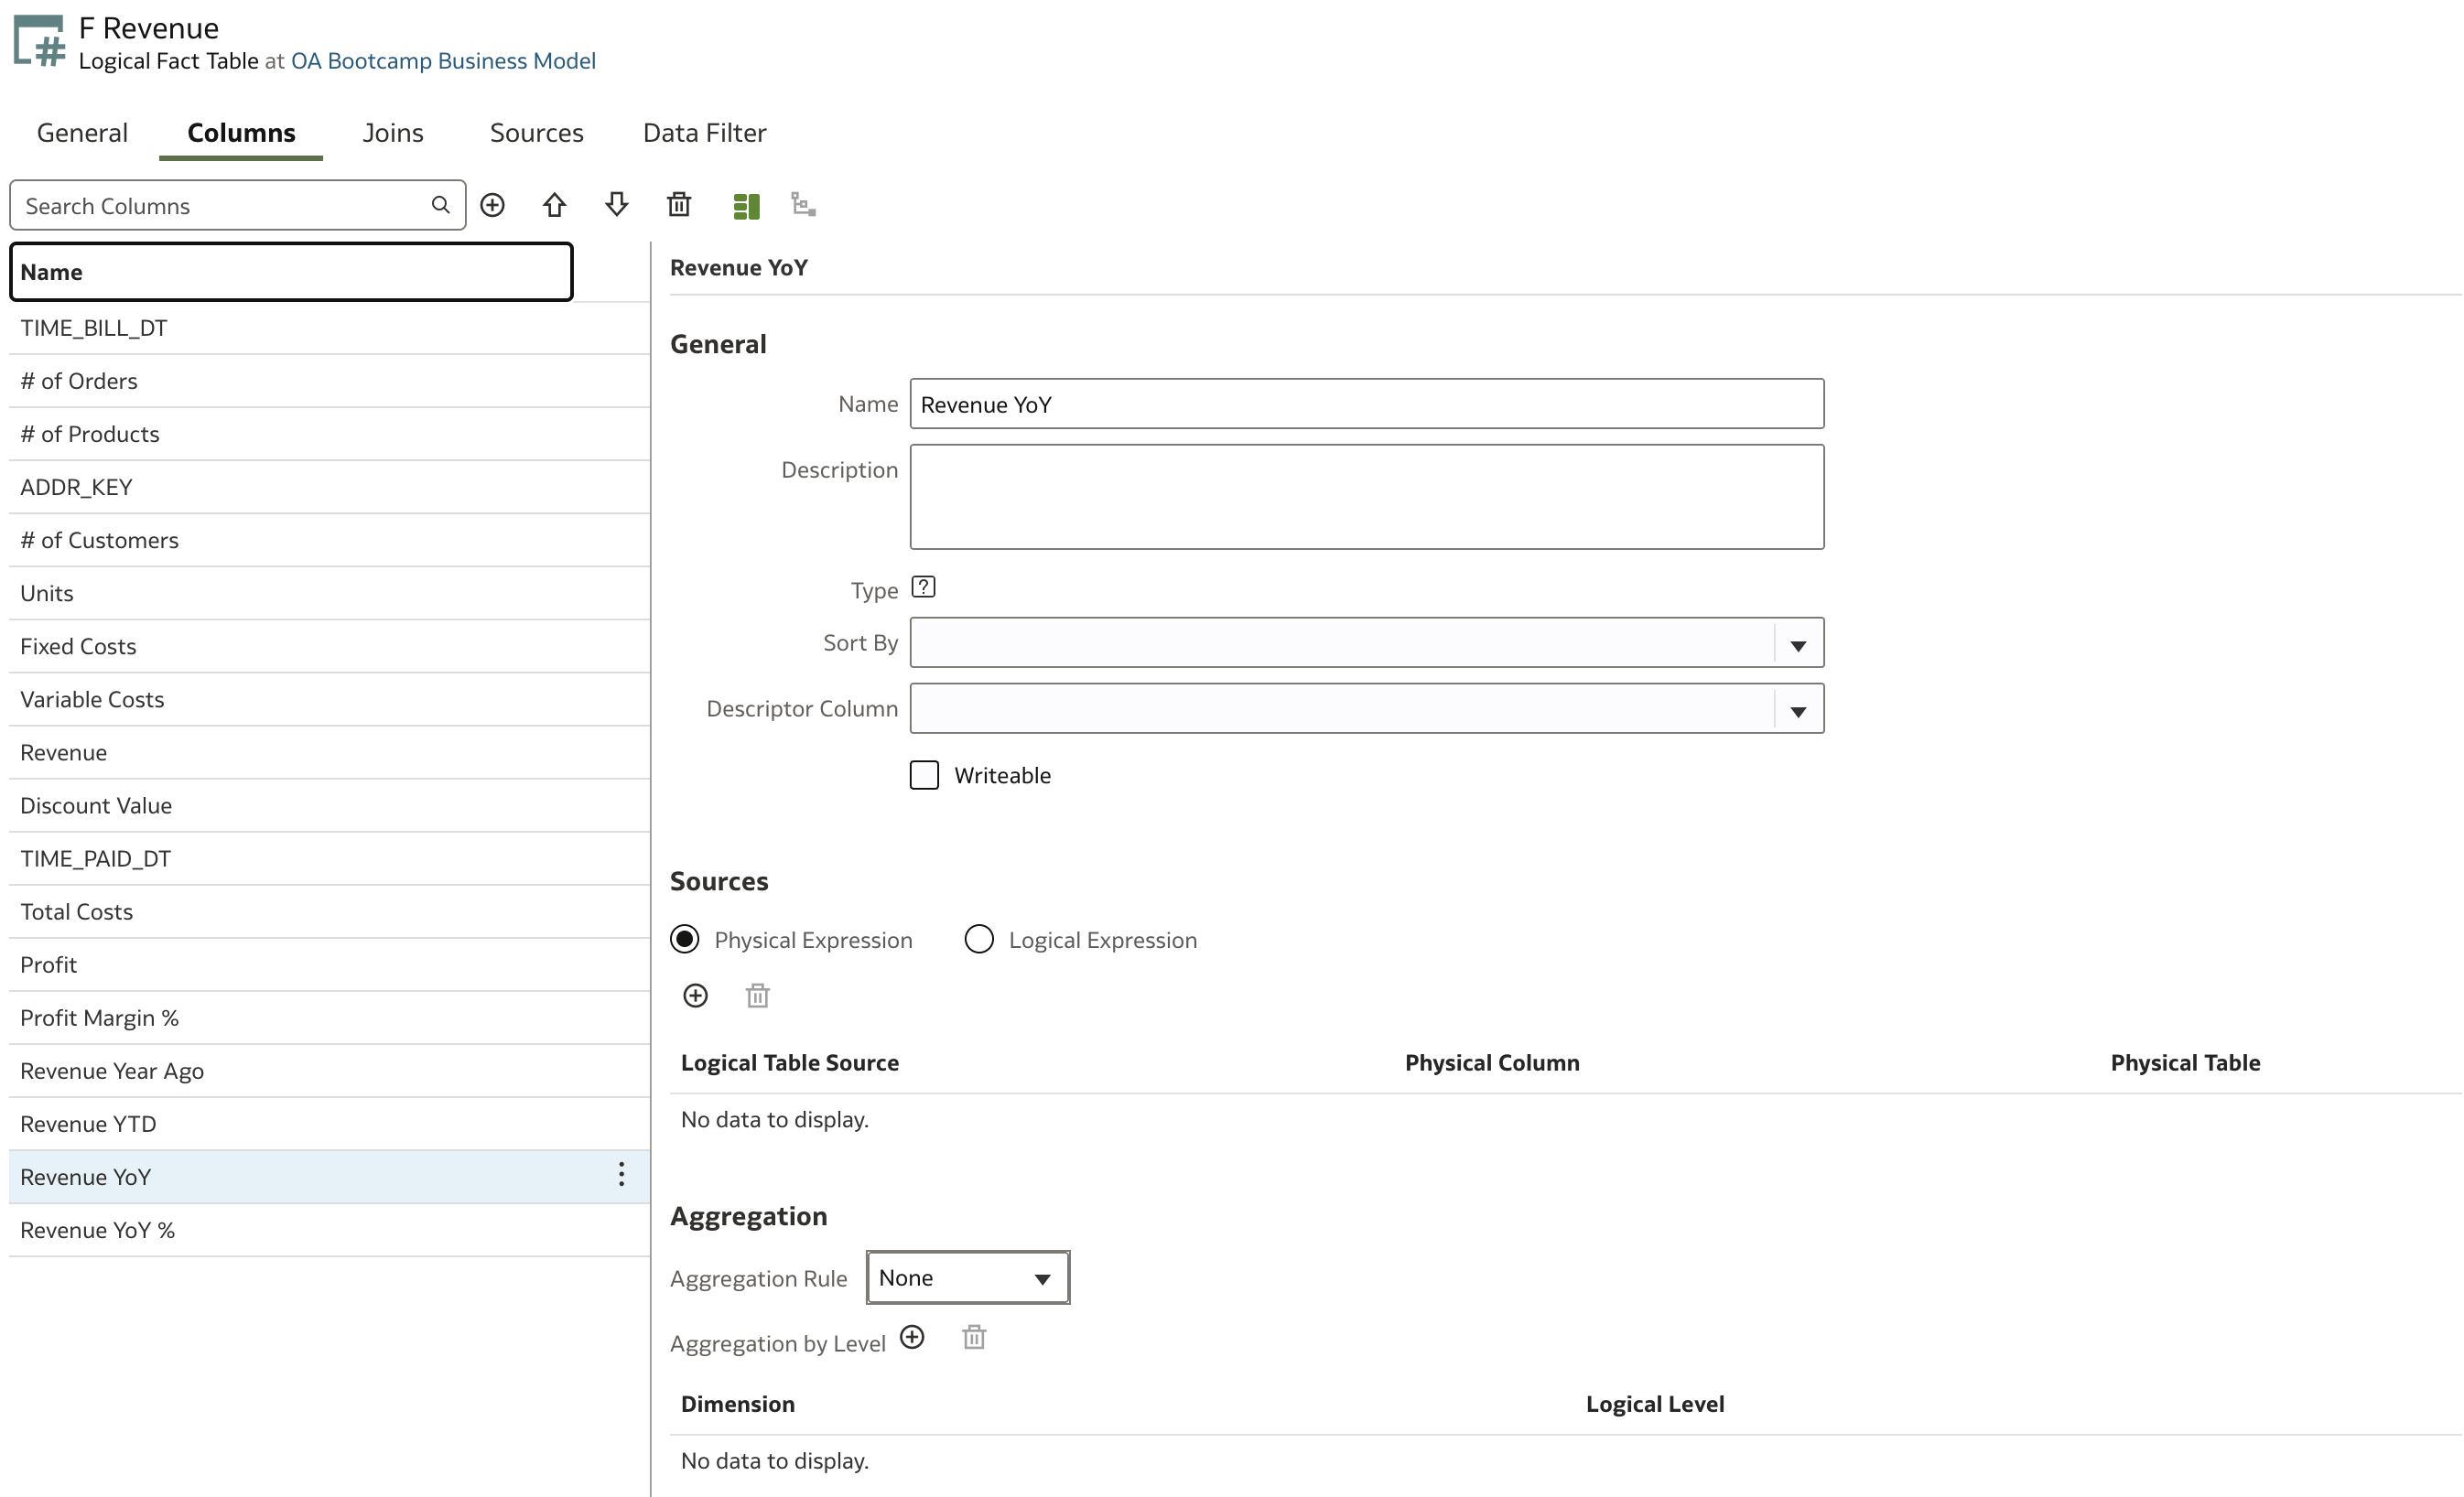 F Revenue
Logical Fact Table at OA Bootcamp Business Model
General Columns Joins Sources Data Filter
Search Columns
Name
TIME_BILL_DT
# of Orders
# of Products
ADDR_KEY
# of Customers
Units
Fixed Costs
Variable Costs
Revenue
Discount Value
TIME_PAID_DT
Total Costs
Profit
Profit Margin %
Revenue Year Ago
Revenue YTD
Revenue YoY
Revenue YoY %
Revenue YoY
General
Name Revenue YoY
Description
Type ?
Sort By
Descriptor Column
Writeable
Sources
Physical Expression Logical Expression
Logical Table Source Physical Column Physical Table
No data to display.
Aggregation
Aggregation Rule None
Aggregation by Level
Dimension Logical Level
No data to display.